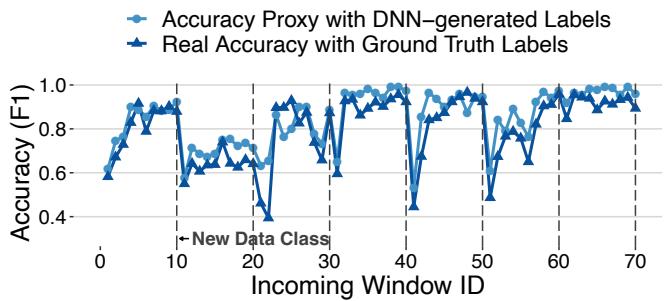 Accuracy Proxy with DNN−generated Labels
Real Accuracy with Ground Truth Labels
Accuracy (F1)
1.0
0.8
0.6
0.4
New Data Class
0 10 20 30 40 50 60 70
Incoming Window ID